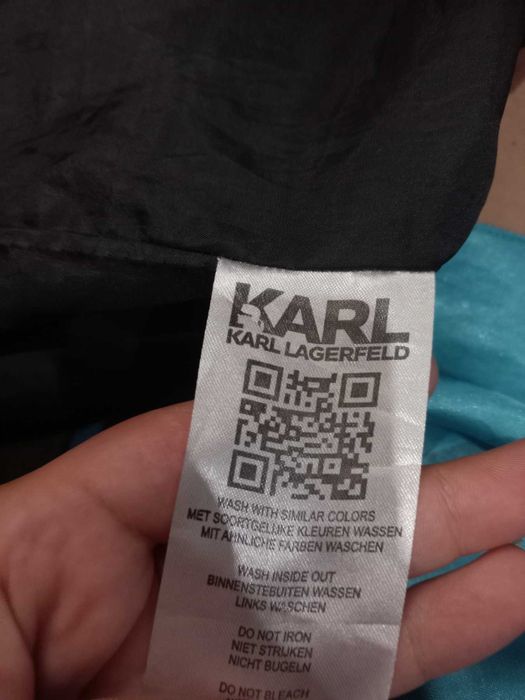 KARL
KARL LAGERFELD
WASH WITH SIMILAR COLORS
MET SOORTGELIJKE KLEUREN WASSEN
MIT ÄHNLICHE FARBEN WASCHEN
WASH INSIDE OUT
BINNENSTEBUITEN WASSEN
LINKS WASCHEN
DO NOT IRON
NIET STRIJKEN
NICHT BUGELN
DO NOT BLEACH